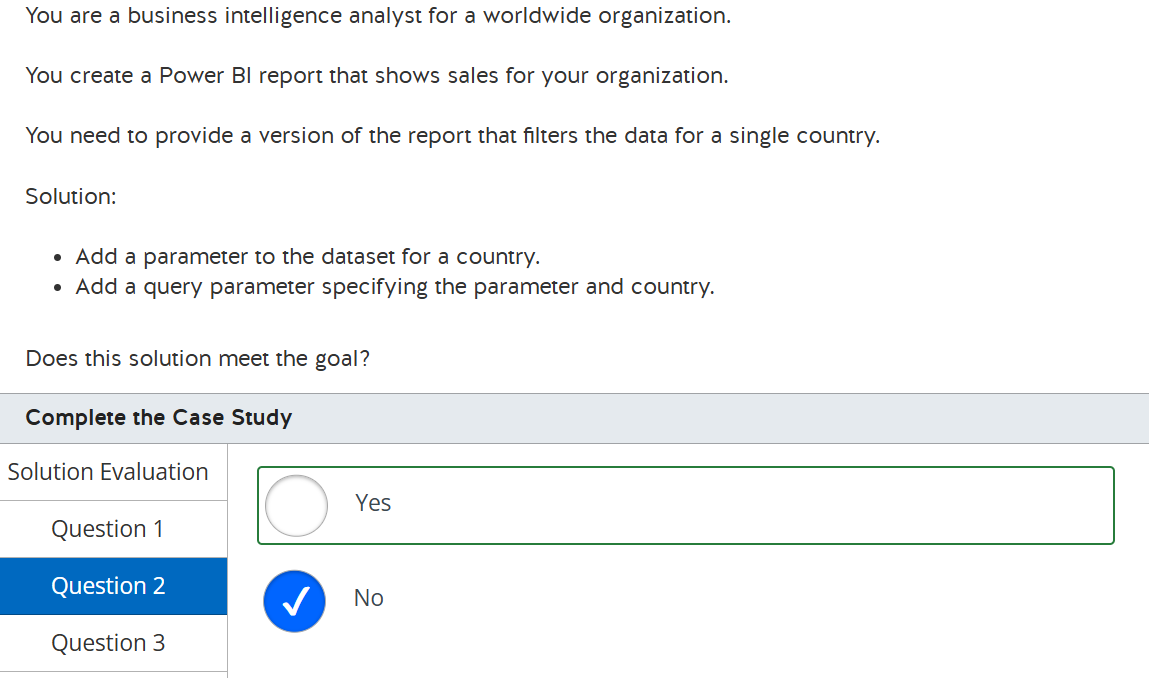 You are a business intelligence analyst for a worldwide organization.
You create a Power BI report that shows sales for your organization.
You need to provide a version of the report that filters the data for a single country.
Solution:
• Add a parameter to the dataset for a country.
• Add a query parameter specifying the parameter and country.
Does this solution meet the goal?
Complete the Case Study
Solution Evaluation
Question 1
Question 2
Question 3
Yes
No